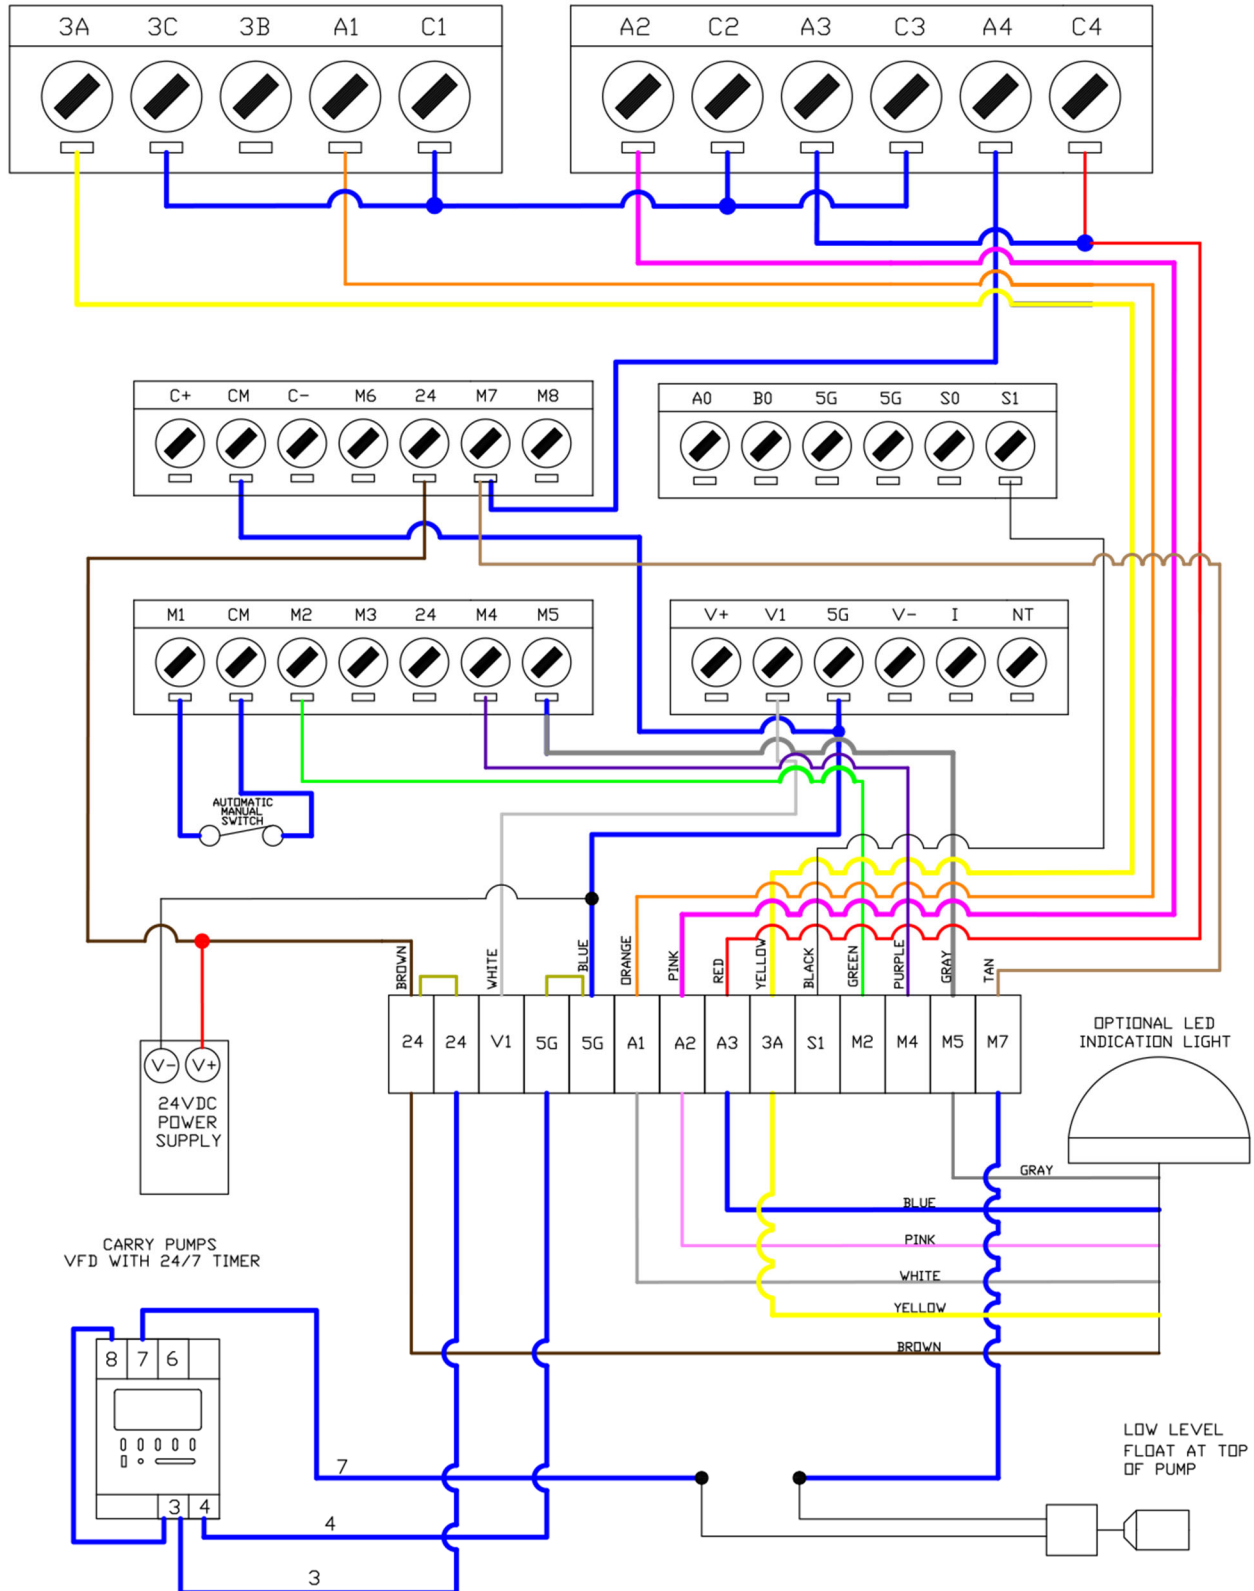 3A 3C 3B A1 C1
A2 C2 A3 C3 A4 C4
C+ CM C- M6 24 M7 M8
A0 B0 5G 5G S0 S1
M1 CM M2 M3 24 M4 M5
V+ V1 5G V- I NT
AUTOMATIC
MANUAL
SWITCH
BROWN WHITE BLUE ORANGE PINK RED YELLOW BLACK GREEN PURPLE GRAY TAN
24 24 V1 5G 5G A1 A2 A3 3A S1 M2 M4 M5 M7
V- V+
24VDC
POWER
SUPPLY
OPTIONAL LED
INDICATION LIGHT
GRAY
BLUE
PINK
WHITE
YELLOW
BROWN
CARRY PUMPS
VFD WITH 24/7 TIMER
8 7 6
3 4
7
4
3
LOW LEVEL
FLOAT AT TOP
OF PUMP